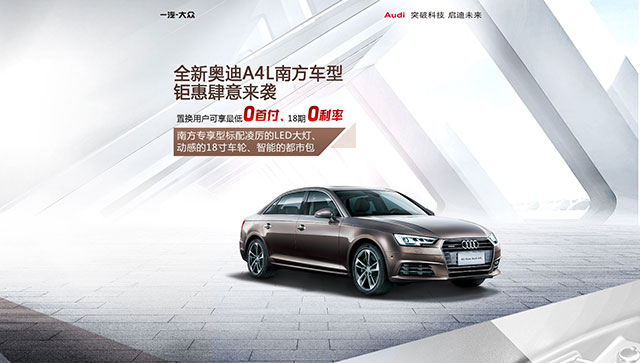 一汽-大众
Audi 突破科技 启迪未来
全新奥迪A4L南方车型
钜惠肆意来袭
置换用户可享最低0首付、18期0利率
南方专享型标配凌厉的LED大灯、
动感的18寸车轮、智能的都市包